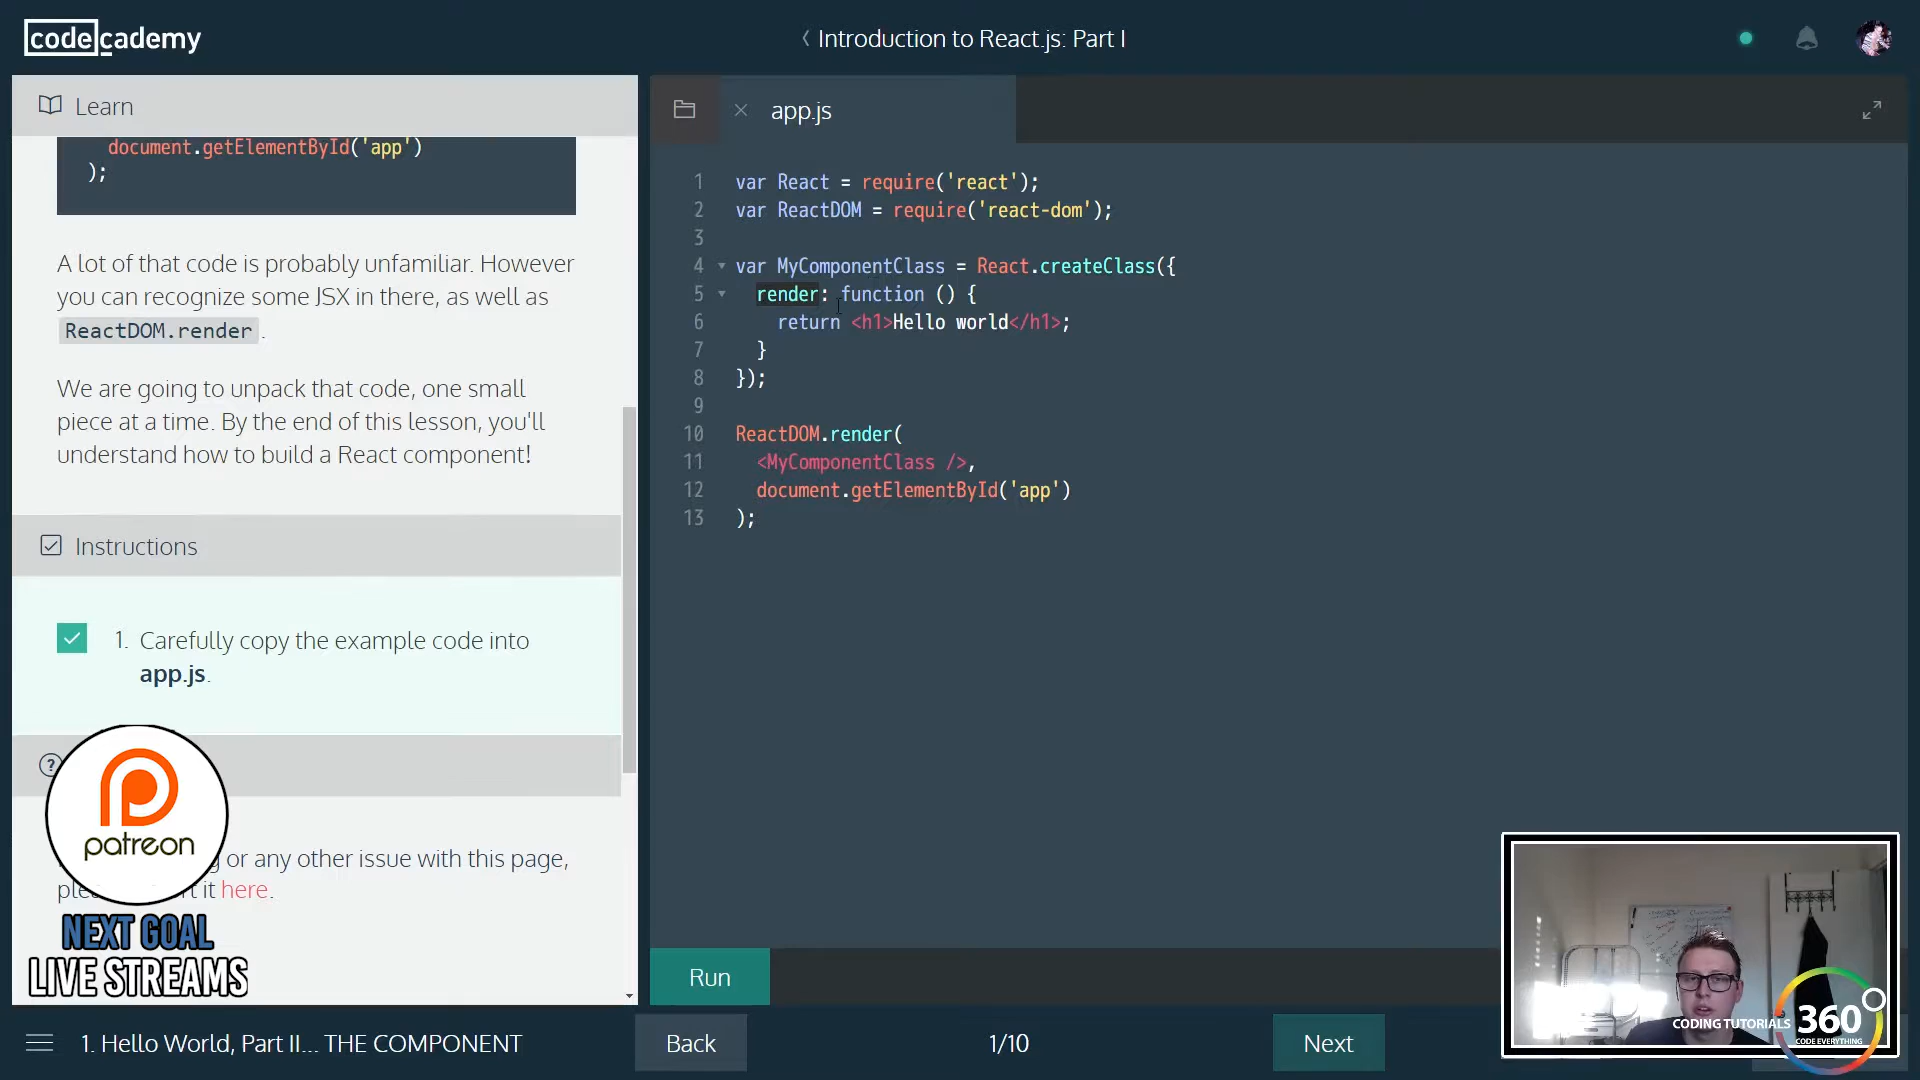 codecademy
Introduction to React.js: Part I
Learn
document.getElementById('app')
);
A lot of that code is probably unfamiliar. However
you can recognize some JSX in there, as well as
ReactDOM.render .
We are going to unpack that code, one small
piece at a time. By the end of this lesson, you'll
understand how to build a React component!
Instructions
1. Carefully copy the example code into
app.js.
?
or any other issue with this page,
it here.
patreon
NEXT GOAL
LIVE STREAMS
app.js
1 var React = require('react');
2 var ReactDOM = require('react-dom');
3
4 var MyComponentClass = React.createClass({
5 render: function () {
6 return <h1>Hello world</h1>;
7 }
8 });
9
10 ReactDOM.render(
11 <MyComponentClass />,
12 document.getElementById('app')
13 );
Run
1. Hello World, Part II... THE COMPONENT
Back
1/10
Next
CODING TUTORIALS 360
CODE EVERYTHING